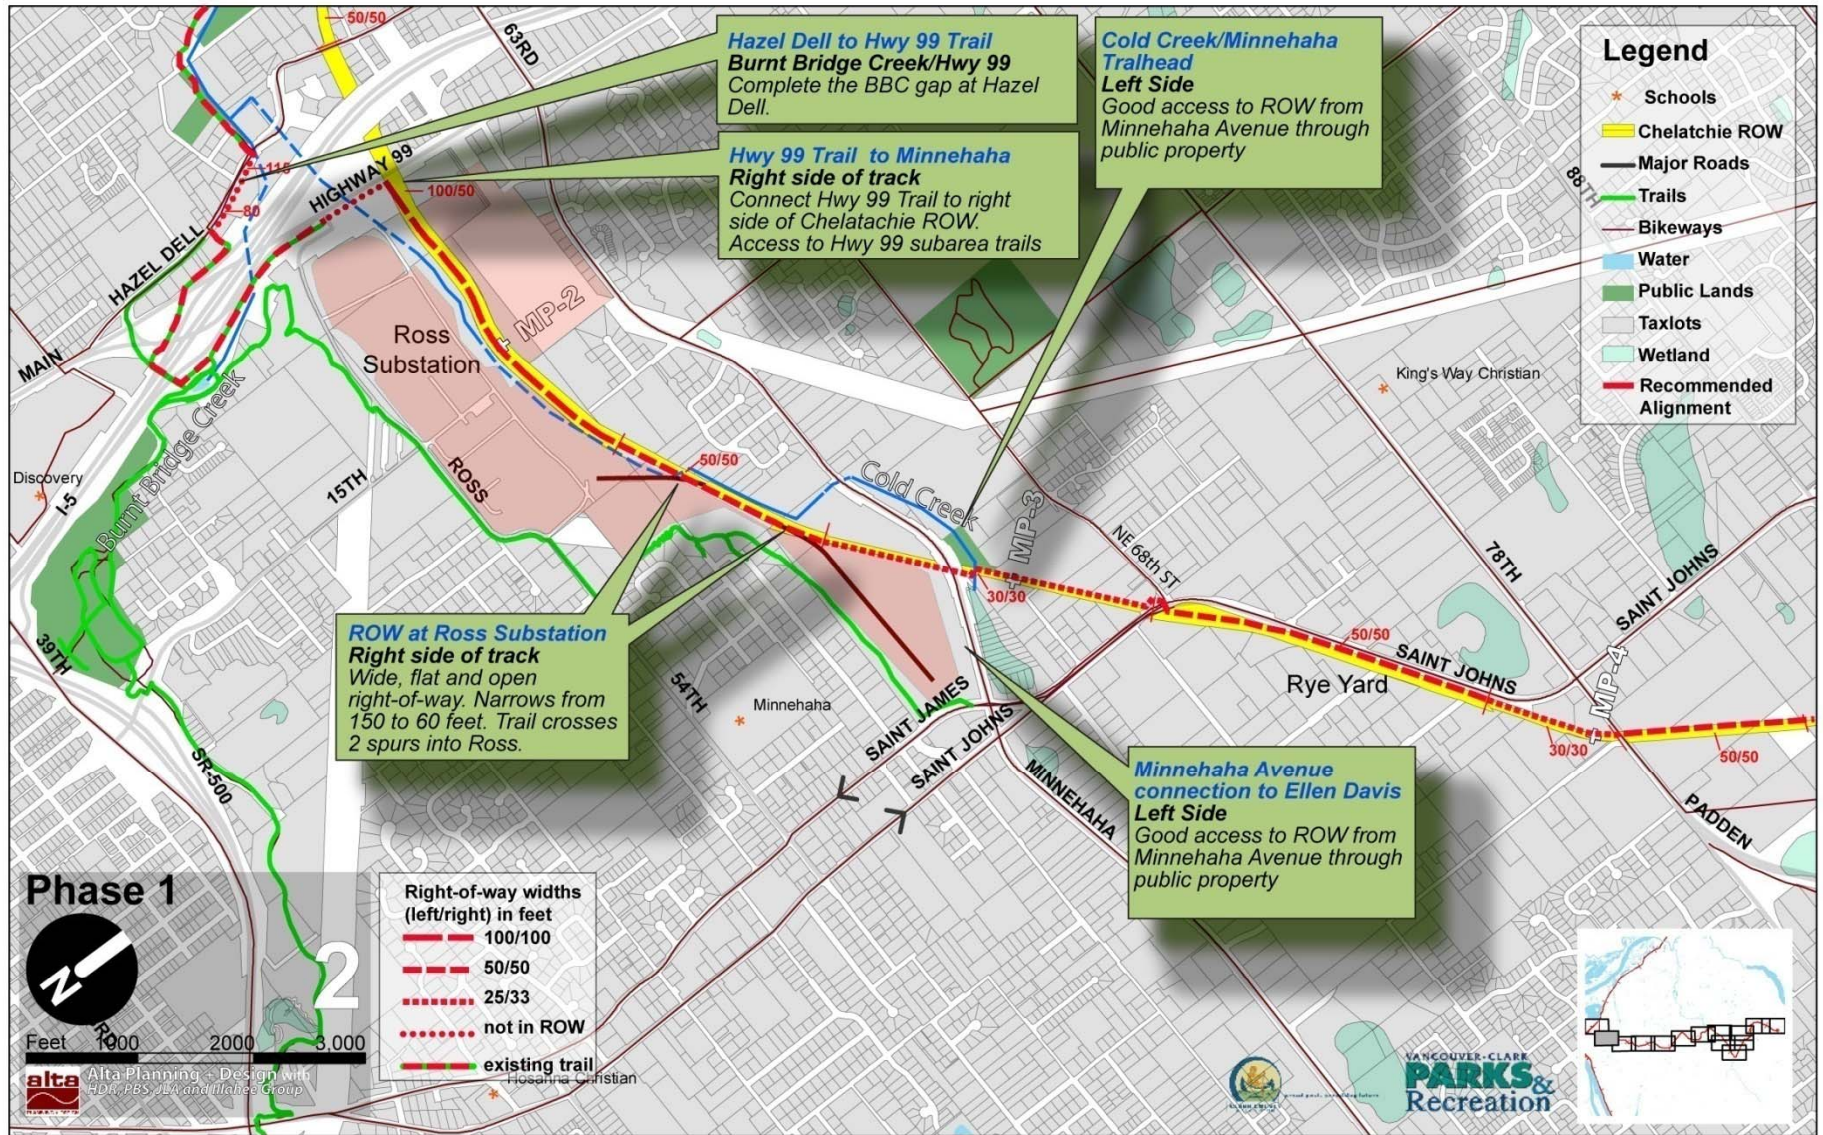 50/50
63RD
Hazel Dell to Hwy 99 Trail
Burnt Bridge Creek/Hwy 99
Complete the BBC gap at Hazel
Dell.
Hwy 99 Trail to Minnehaha
Right side of track
Connect Hwy 99 Trail to right
side of Chelatachie ROW.
Access to Hwy 99 subarea trails
Cold Creek/Minnehaha
Tralhead
Left Side
Good access to ROW from
Minnehaha Avenue through
public property
Legend
Schools
Chelatchie ROW
Major Roads
Trails
Bikeways
Water
Public Lands
Taxlots
Wetland
Recommended
Alignment
88TH
115
80
HIGHWAY 99
100/50
HAZEL DELL
MAIN
Ross
Substation
MP-2
King's Way Christian
Burnt Bridge Creek
Discovery
I-5
15TH
ROSS
50/50
Cold Creek
MP-3
NE 68th ST
78TH
SAINT JOHNS
30/30
50/50
SAINT JOHNS
Rye Yard
MP-4
30/30
50/50
PADDEN
ROW at Ross Substation
Right side of track
Wide, flat and open
right-of-way. Narrows from
150 to 60 feet. Trail crosses
2 spurs into Ross.
39TH
SR-500
54TH
Minnehaha
SAINT JAMES
SAINT JOHNS
MINNEHAHA
Minnehaha Avenue
connection to Ellen Davis
Left Side
Good access to ROW from
Minnehaha Avenue through
public property
Phase 1
N
2
RD
Feet 1000 2000 3,000
alta
Alta Planning + Design with
HDR, PBS, JLA and Illahee Group
Right-of-way widths
(left/right) in feet
100/100
50/50
25/33
not in ROW
existing trail
Hosanna Christian
VANCOUVER-CLARK
PARKS &
Recreation